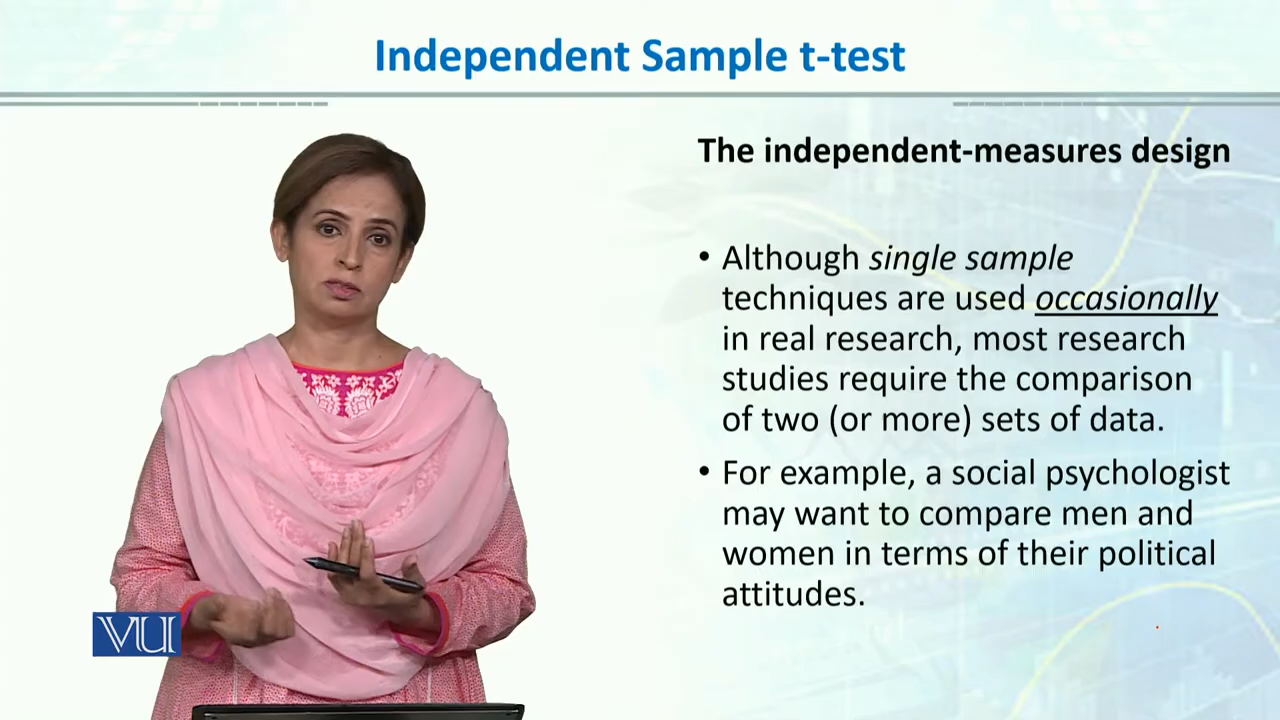 Independent Sample t-test
The independent-measures design
• Although single sample
techniques are used occasionally
in real research, most research
studies require the comparison
of two (or more) sets of data.
• For example, a social psychologist
may want to compare men and
women in terms of their political
attitudes.
VU